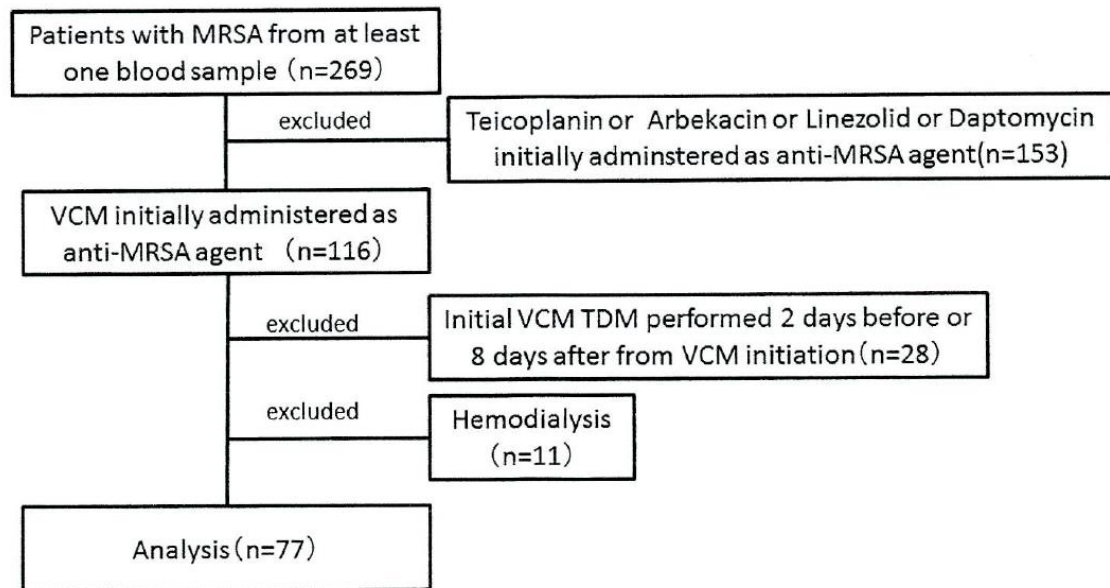 Patients with MRSA from at least
one blood sample（n=269）
excluded
Teicoplanin or Arbekacin or Linezolid or Daptomycin
initially adminstered as anti-MRSA agent(n=153)
VCM initially administered as
anti-MRSA agent （n=116）
excluded
Initial VCM TDM performed 2 days before or
8 days after from VCM initiation（n=28）
excluded
Hemodialysis
（n=11）
Analysis（n=77）